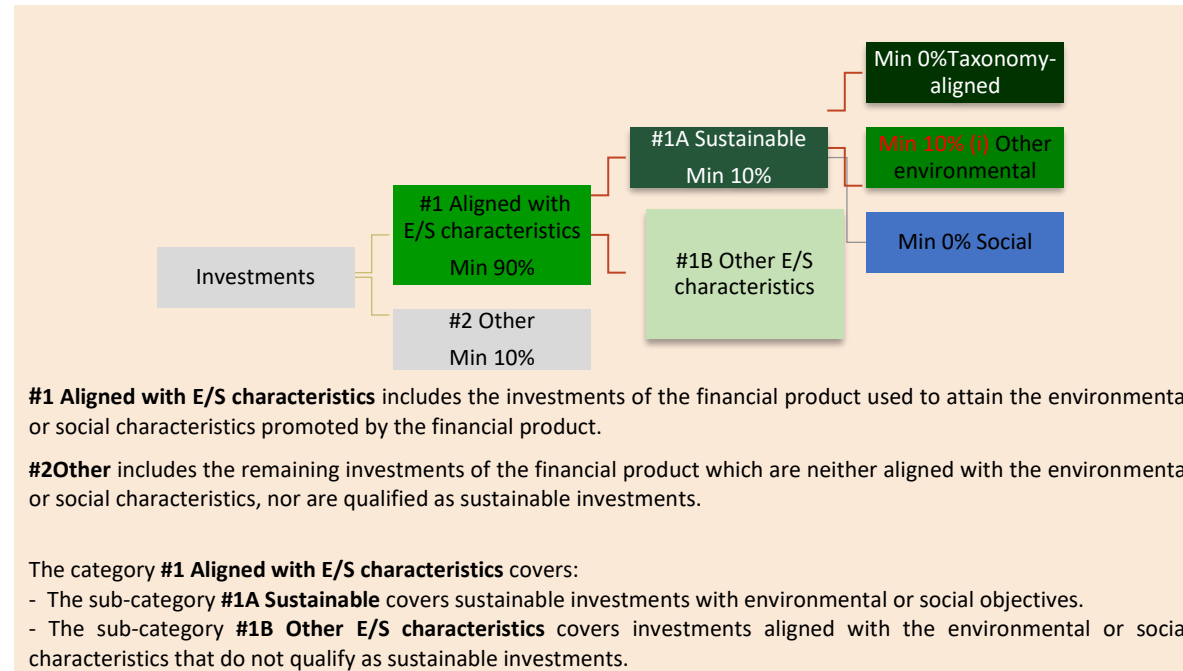 Min 0%Taxonomy-
aligned
#1A Sustainable
Min 10%
Min 10% (i) Other
environmental
#1 Aligned with
E/S characteristics
Min 90%
#1B Other E/S
characteristics
Min 0% Social
Investments
#2 Other
Min 10%
#1 Aligned with E/S characteristics includes the investments of the financial product used to attain the environmenta
or social characteristics promoted by the financial product.
#2Other includes the remaining investments of the financial product which are neither aligned with the environmenta
or social characteristics, nor are qualified as sustainable investments.
The category #1 Aligned with E/S characteristics covers:
- The sub-category #1A Sustainable covers sustainable investments with environmental or social objectives.
- The sub-category #1B Other E/S characteristics covers investments aligned with the environmental or socia
characteristics that do not qualify as sustainable investments.